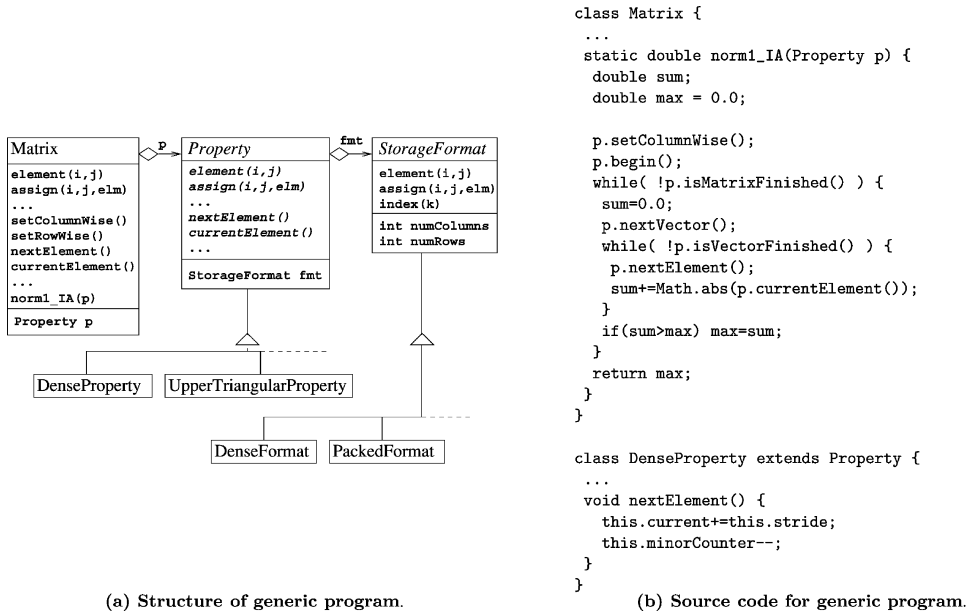 Matrix
element(i,j)
assign(i,j,elm)
...
setColumnWise()
setRowWise()
nextElement()
currentElement()
...
norm1_IA(p)
Property p
p
Property
element(i,j)
assign(i,j,elm)
...
nextElement()
currentElement()
...
StorageFormat fmt
fmt
StorageFormat
element(i,j)
assign(i,j,elm)
index(k)
int numColumns
int numRows
DenseProperty
UpperTriangularProperty
DenseFormat
PackedFormat
(a) Structure of generic program.
class Matrix {
...
static double norm1_IA(Property p) {
double sum;
double max = 0.0;
p.setColumnWise();
p.begin();
while( !p.isMatrixFinished() ) {
sum=0.0;
p.nextVector();
while( !p.isVectorFinished() ) {
p.nextElement();
sum+=Math.abs(p.currentElement());
}
if(sum>max) max=sum;
}
return max;
}
}
class DenseProperty extends Property {
...
void nextElement() {
this.current+=this.stride;
this.minorCounter--;
}
}
(b) Source code for generic program.